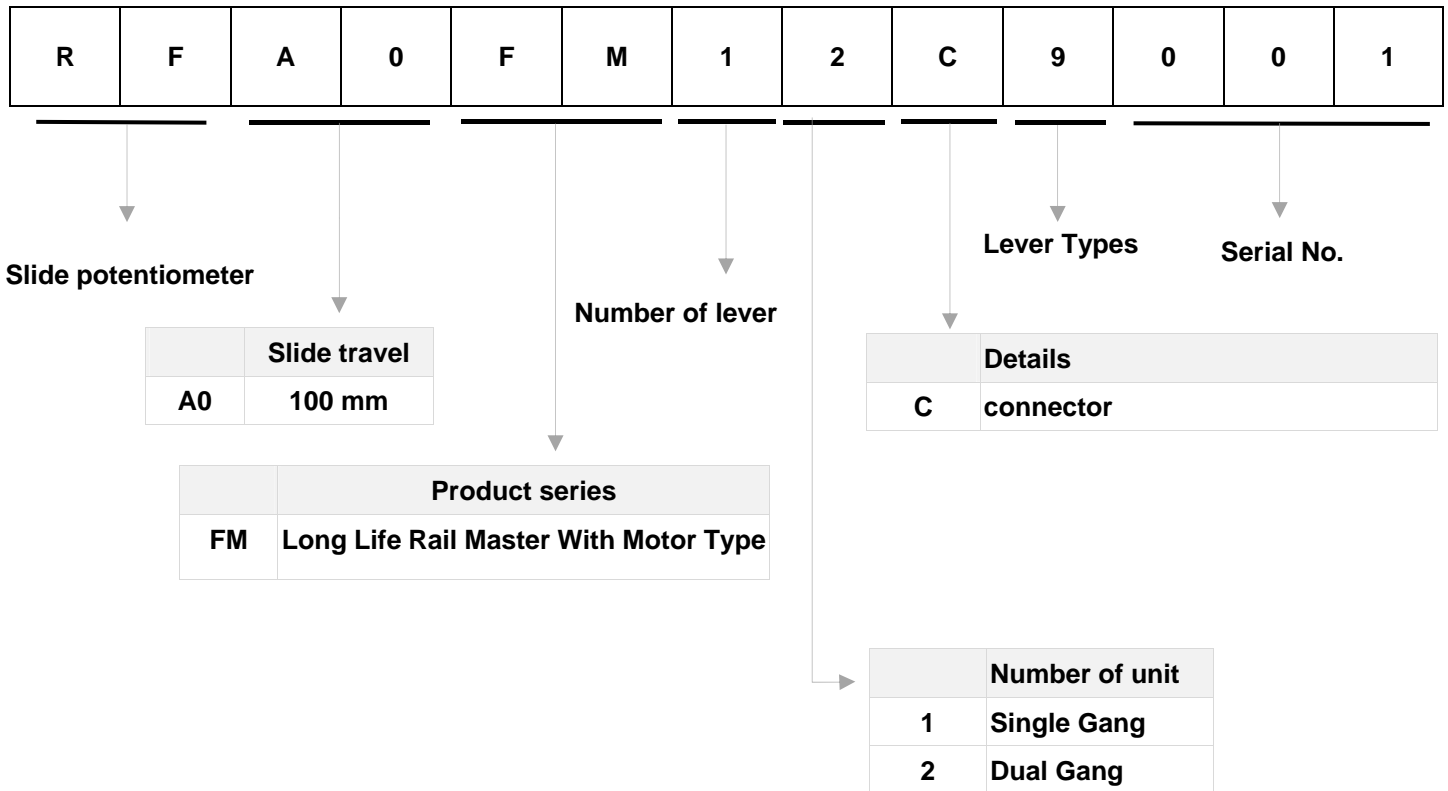 R F A 0 F M 1 2 C 9 0 0 1
Lever Types
Serial No.
Slide potentiometer
Number of lever
Slide travel
A0 100 mm
Details
C connector
Product series
FM Long Life Rail Master With Motor Type
Number of unit
1 Single Gang
2 Dual Gang